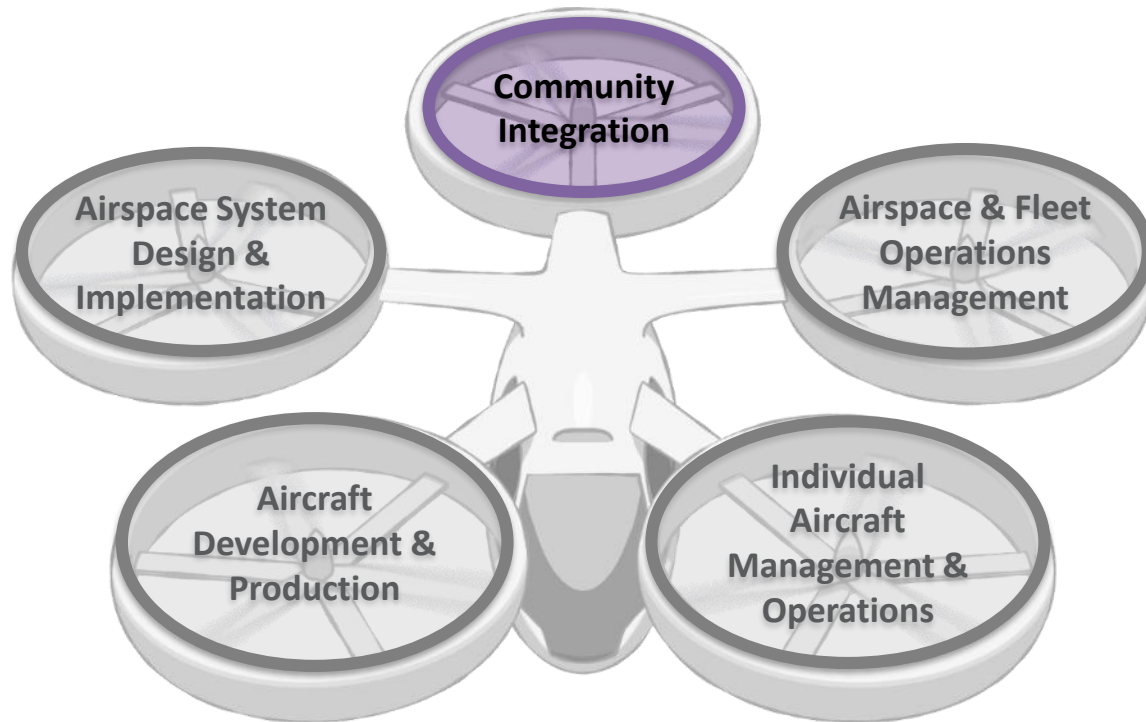 Community
Integration
Airspace System
Design &
Implementation
Airspace & Fleet
Operations
Management
Aircraft
Development &
Production
Individual
Aircraft
Management &
Operations